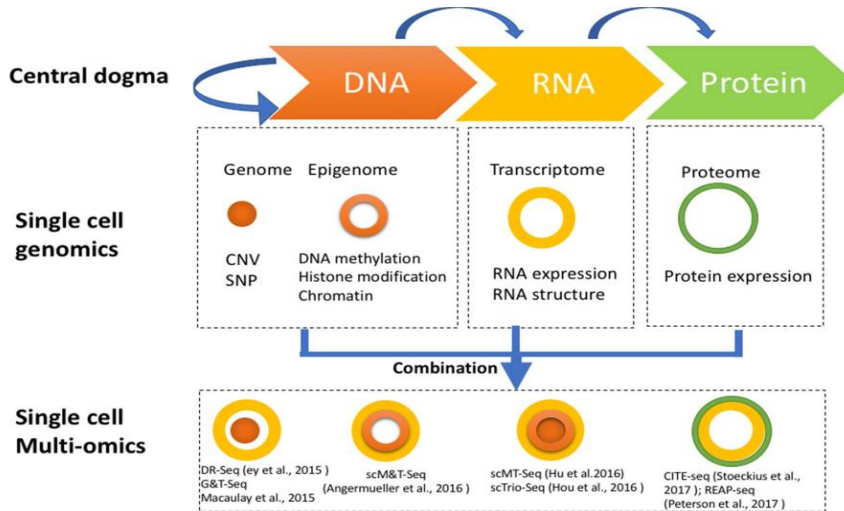 Central dogma
DNA
RNA
Protein
Single cell
genomics
Genome
Epigenome
Transcriptome
Proteome
CNV
SNP
DNA methylation
Histone modification
Chromatin
RNA expression
RNA structure
Protein expression
Combination
Single cell
Multi-omics
DR-Seq (ey et al., 2015 )
G&T-Seq
Macaulay et al., 2015
scM&T-Seq
(Angermueller et al., 2016 )
scMT-Seq (Hu et al.2016)
scTrio-Seq (Hou et al., 2016 )
CITE-seq (Stoeckius et al.,
2017 ); REAP-seq
(Peterson et al., 2017 )